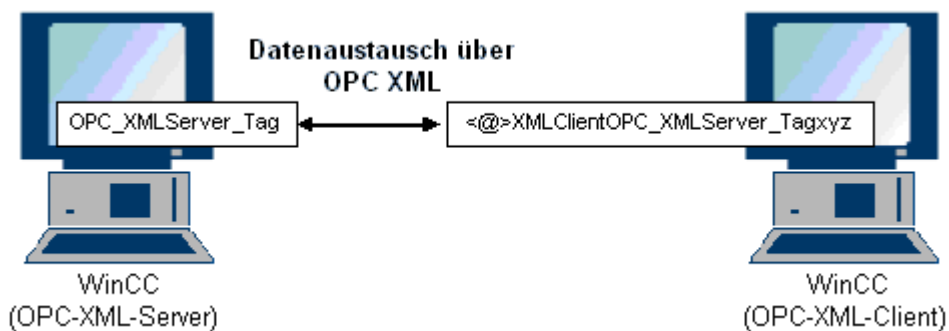 Datenaustausch über
OPC XML
OPC_XMLServer_Tag
<@>XMLClientOPC_XMLServer_Tagxyz
WinCC
(OPC-XML-Server)
WinCC
(OPC-XML-Client)